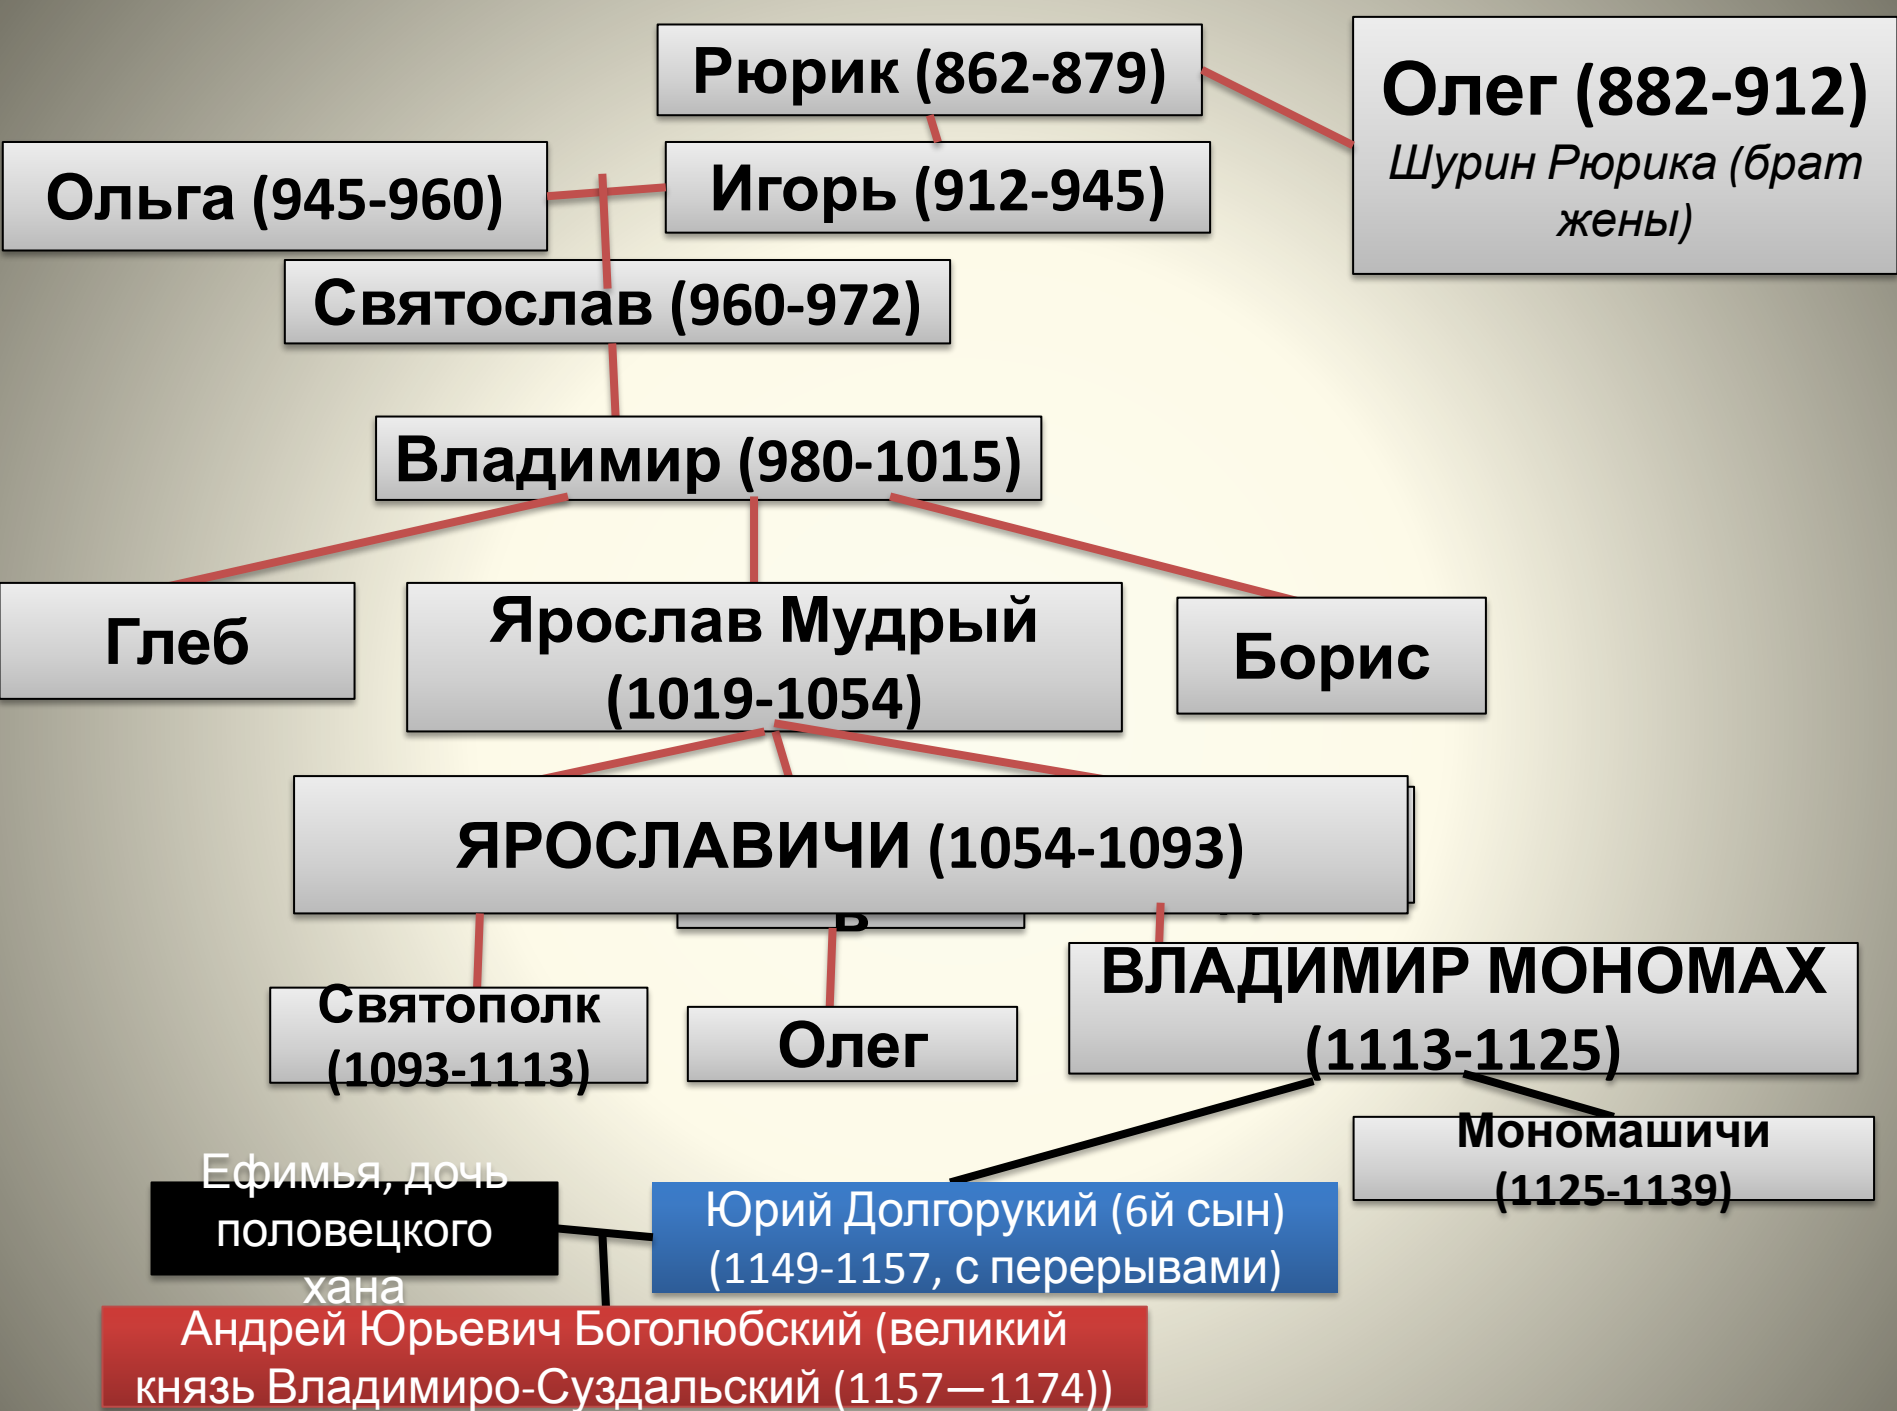 Рюрик (862-879)
Олег (882-912)
Шурин Рюрика (брат
жены)
Ольга (945-960)
Игорь (912-945)
Святослав (960-972)
Владимир (980-1015)
Глеб
Ярослав Мудрый
(1019-1054)
Борис
ЯРОСЛАВИЧИ (1054-1093)
в
Святополк
(1093-1113)
Олег
ВЛАДИМИР МОНОМАХ
(1113-1125)
Мономашичи
(1125-1139)
Ефимья, дочь
половецкого
хана
Юрий Долгорукий (6й сын)
(1149-1157, с перерывами)
Андрей Юрьевич Боголюбский (великий
князь Владимиро-Суздальский (1157—1174))